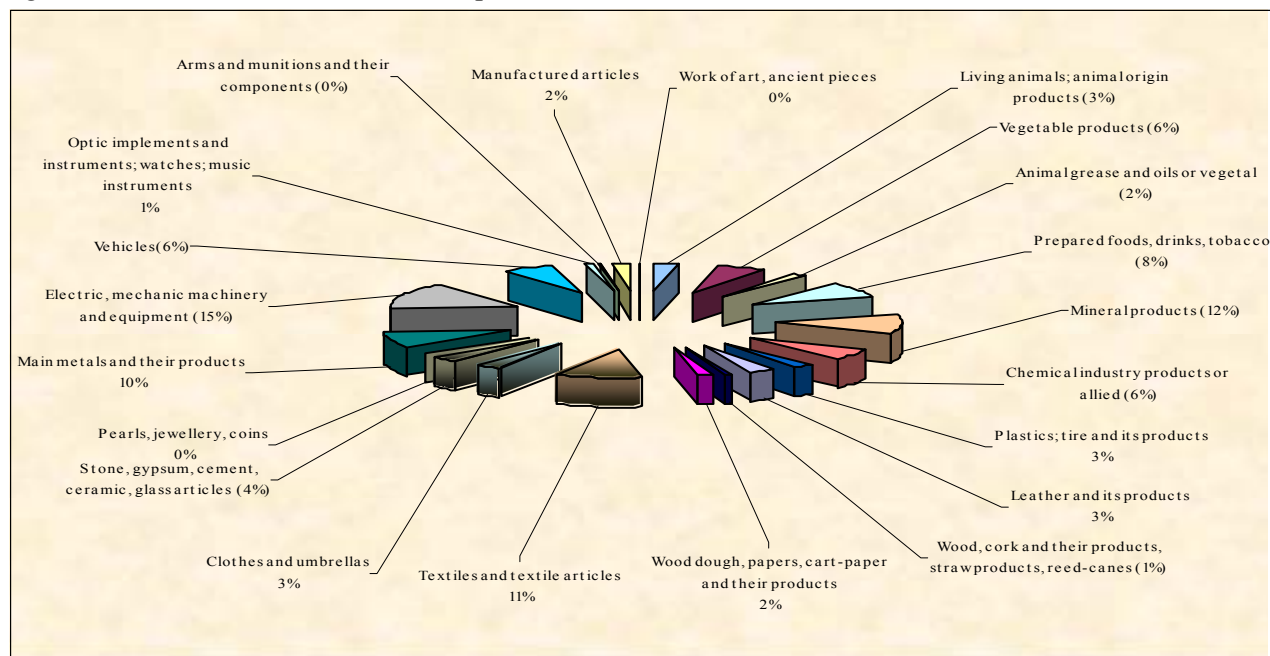 Arms and munitions and their
components (0%)
Manufactured articles
2%
Work of art, ancient pieces
0%
Living animals; animal origin
products (3%)
Vegetable products (6%)
Animal grease and oils or vegetal
(2%)
Prepared foods, drinks, tobacco
(8%)
Mineral products (12%)
Chemical industry products or
allied (6%)
Plastics; tire and its products
3%
Leather and its products
3%
Wood, cork and their products,
straw products, reed-canes (1%)
Wood dough, papers, cart-paper
and their products
2%
Textiles and textile articles
11%
Clothes and umbrellas
3%
Stone, gypsum, cement,
ceramic, glass articles (4%)
Pearls, jewellery, coins
0%
Main metals and their products
10%
Electric, mechanic machinery
and equipment (15%)
Vehicles (6%)
Optic implements and
instruments; watches; music
instruments
1%